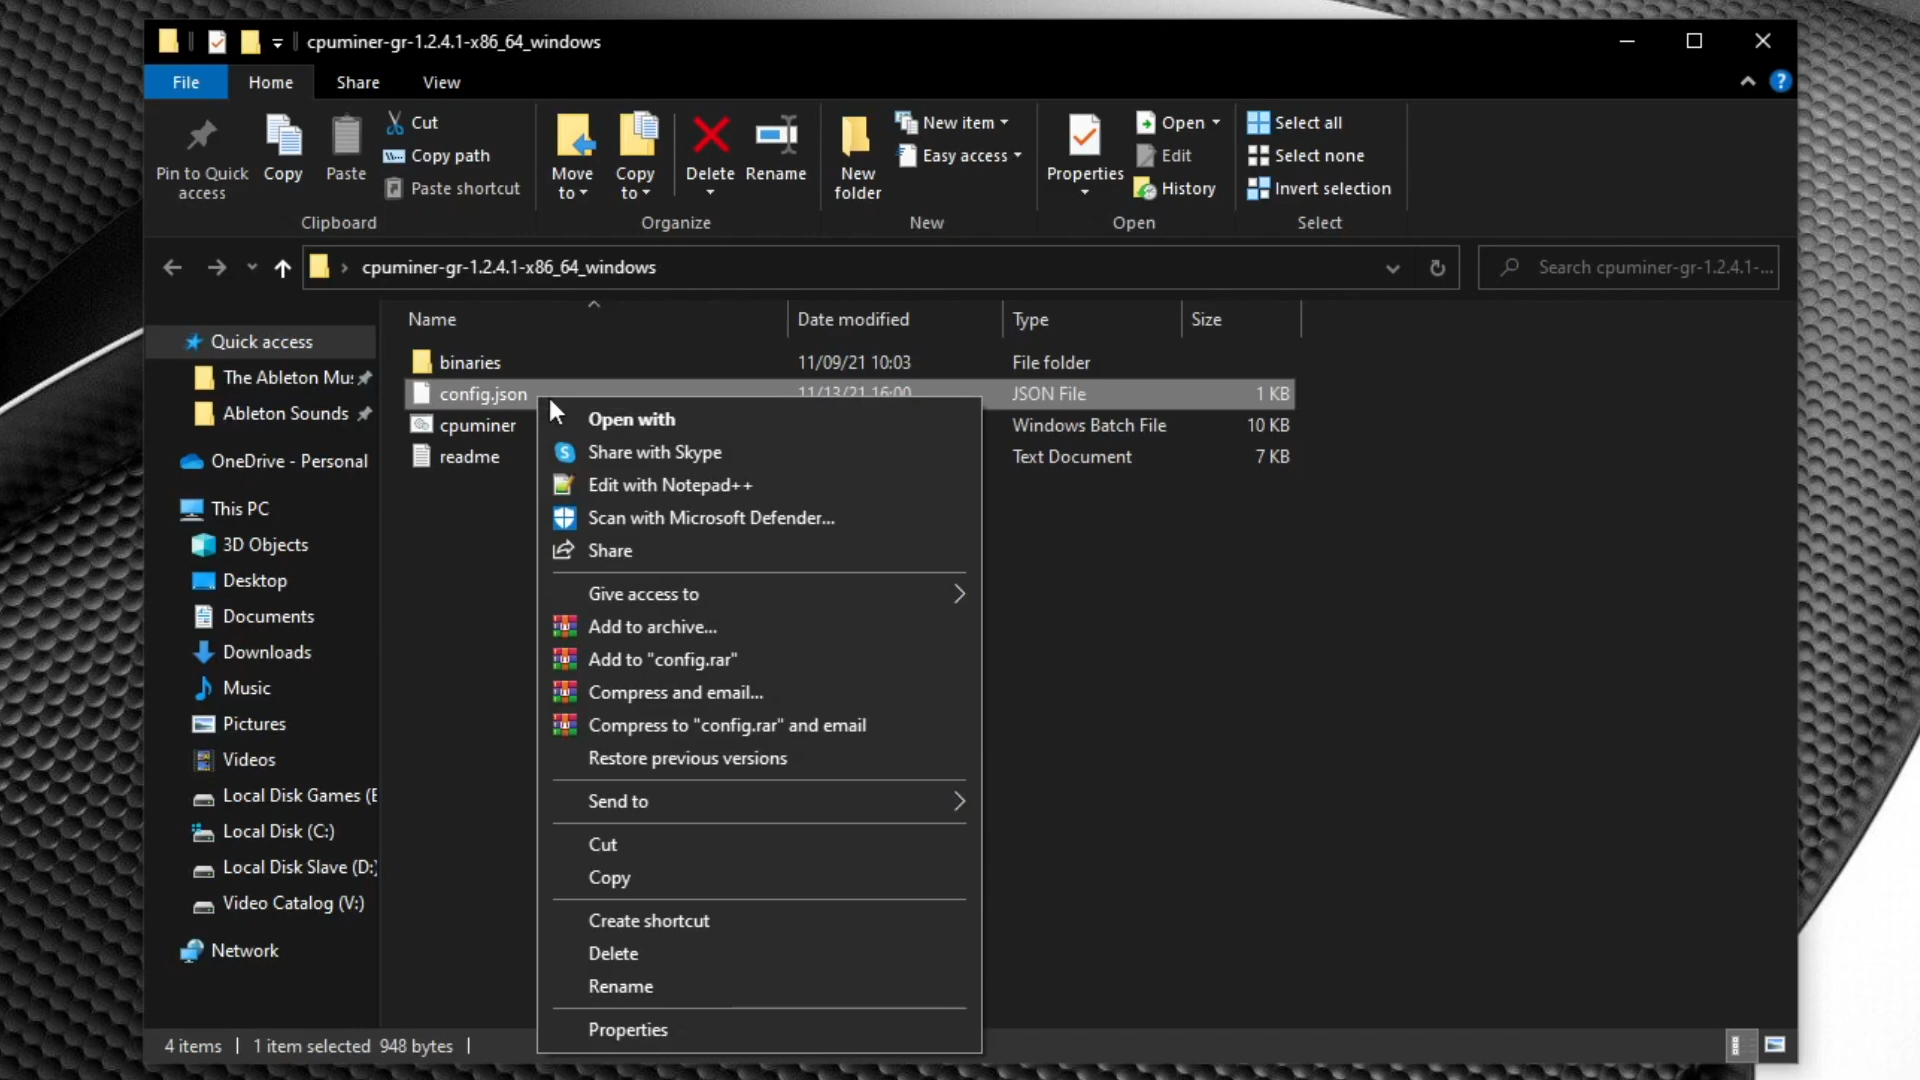 cpuminer-gr-1.2.4.1-x86_64_windows
File Home Share View
Pin to Quick access
Copy
Paste
Cut
Copy path
Paste shortcut
Clipboard
Move to
Copy to
Delete
Rename
Organize
New folder
New item
Easy access
New
Properties
Open
Edit
History
Open
Select all
Select none
Invert selection
Select
cpuminer-gr-1.2.4.1-x86_64_windows
Search cpuminer-gr-1.2.4.1-...
Name Date modified Type Size
binaries 11/09/21 10:03 File folder
config.json 11/13/21 16:00 JSON File 1 KB
cpuminer Windows Batch File 10 KB
readme Text Document 7 KB
Quick access
The Ableton Mu
Ableton Sounds
OneDrive - Personal
This PC
3D Objects
Desktop
Documents
Downloads
Music
Pictures
Videos
Local Disk Games (E
Local Disk (C:)
Local Disk Slave (D:)
Video Catalog (V:)
Network
Open with
Share with Skype
Edit with Notepad++
Scan with Microsoft Defender...
Share
Give access to
Add to archive...
Add to "config.rar"
Compress and email...
Compress to "config.rar" and email
Restore previous versions
Send to
Cut
Copy
Create shortcut
Delete
Rename
Properties
4 items 1 item selected 948 bytes